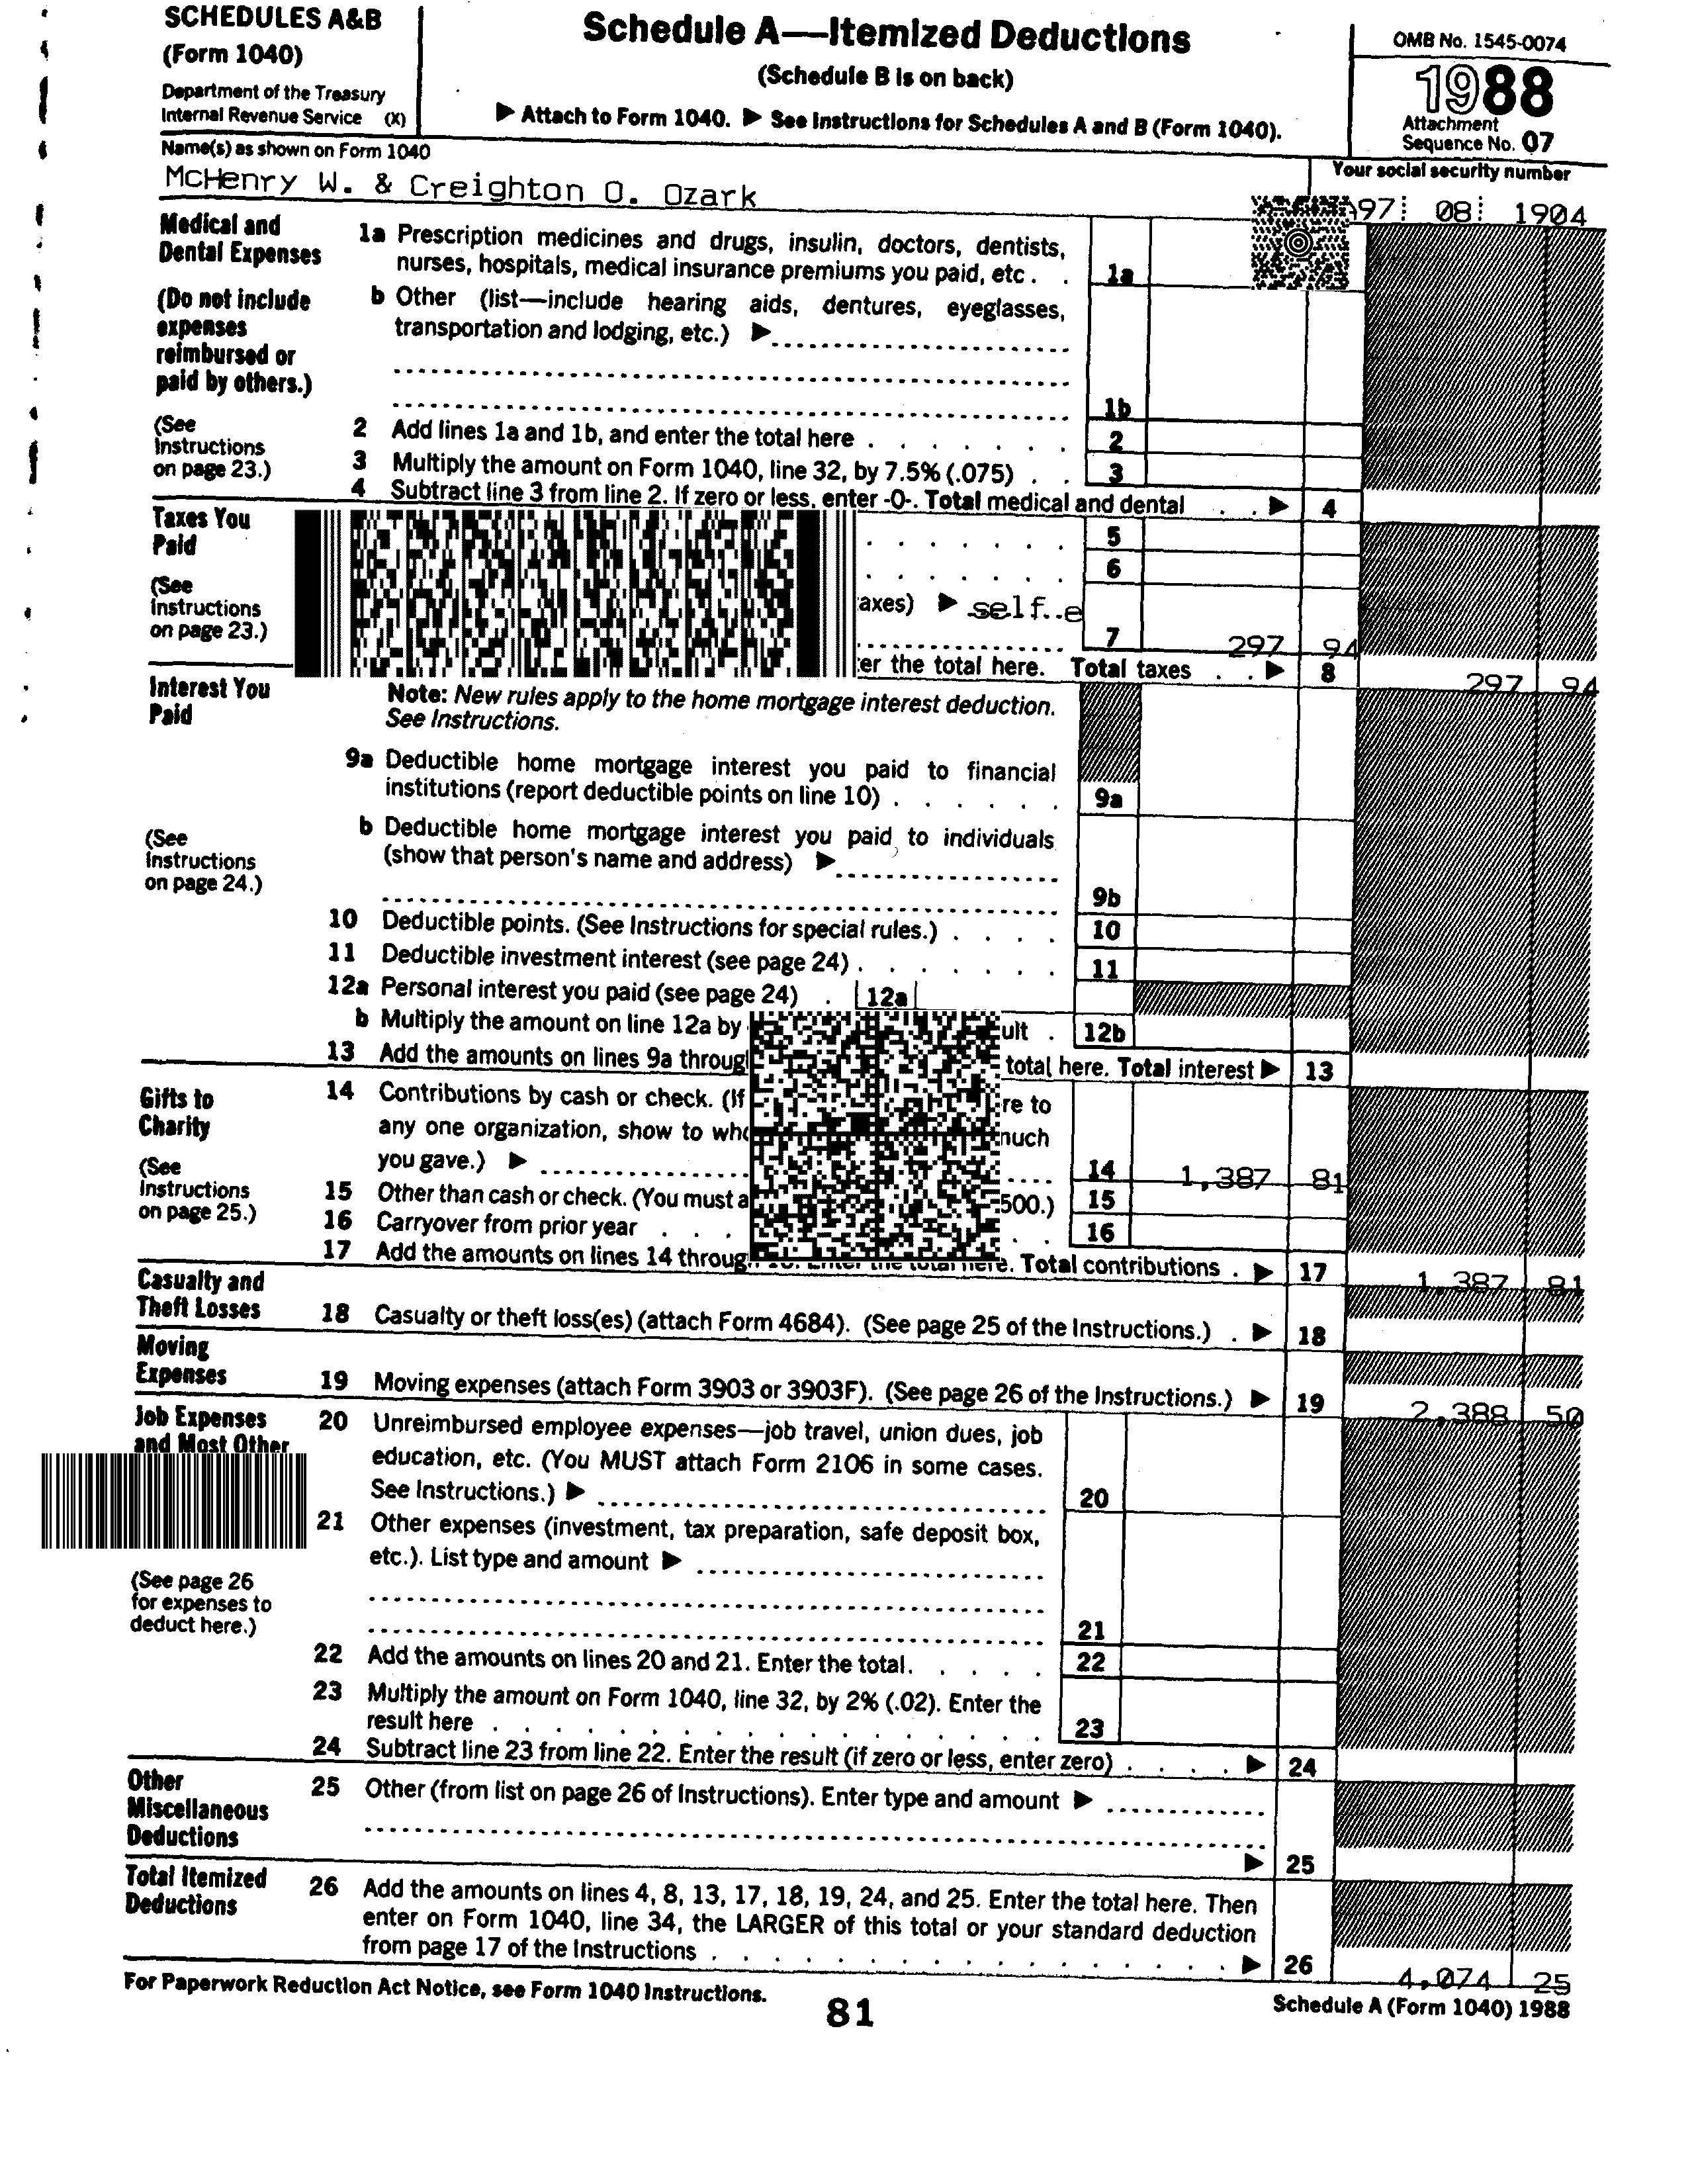 SCHEDULES A&B
(Form 1040)
Department of the Treasury
Internal Revenue Service (X)
Schedule A—Itemized Deductions
(Schedule B is on back)
▶ Attach to Form 1040. ▶ See Instructions for Schedules A and B (Form 1040).
OMB No. 1545-0074
1988
Attachment
Sequence No. 07
Name(s) as shown on Form 1040
McHenry W. & Creighton O. Ozark
Your social security number
97 08 1904
Medical and
Dental Expenses
(Do not include
expenses
reimbursed or
paid by others.)
(See
Instructions
on page 23.)
1a Prescription medicines and drugs, insulin, doctors, dentists,
nurses, hospitals, medical insurance premiums you paid, etc . . 1a
b Other (list—include hearing aids, dentures, eyeglasses,
transportation and lodging, etc.) ▶
1b
2 Add lines 1a and 1b, and enter the total here . . . . . . . 2
3 Multiply the amount on Form 1040, line 32, by 7.5% (.075) . . 3
4 Subtract line 3 from line 2. If zero or less, enter -0-. Total medical and dental . . ▶ 4
Taxes You
Paid
(See
Instructions
on page 23.)
. . . . . . . 5
. . . . . . . 6
axes) ▶ self..e
7 297 94
er the total here. Total taxes . . ▶ 8 297 94
Interest You
Paid
(See
Instructions
on page 24.)
Note: New rules apply to the home mortgage interest deduction.
See Instructions.
9a Deductible home mortgage interest you paid to financial
institutions (report deductible points on line 10) . . . . . . 9a
b Deductible home mortgage interest you paid to individuals
(show that person's name and address) ▶
9b
10 Deductible points. (See Instructions for special rules.) . . . . 10
11 Deductible investment interest (see page 24) . . . . . . . 11
12a Personal interest you paid (see page 24) . 12a
b Multiply the amount on line 12a by ult . 12b
13 Add the amounts on lines 9a throug total here. Total interest ▶ 13
Gifts to
Charity
(See
Instructions
on page 25.)
14 Contributions by cash or check. (If re to
any one organization, show to who much
you gave.) ▶ 14 1,387 81
15 Other than cash or check. (You must a 500.) 15
16 Carryover from prior year . . . . . 16
17 Add the amounts on lines 14 throug. Enter the total here. Total contributions . ▶ 17 1,387 81
Casualty and
Theft Losses
18 Casualty or theft loss(es) (attach Form 4684). (See page 25 of the Instructions.) . ▶ 18
Moving
Expenses
19 Moving expenses (attach Form 3903 or 3903F). (See page 26 of the Instructions.) ▶ 19 2,388 50
Job Expenses
and Most Other
(See page 26
for expenses to
deduct here.)
20 Unreimbursed employee expenses—job travel, union dues, job
education, etc. (You MUST attach Form 2106 in some cases.
See Instructions.) ▶ 20
21 Other expenses (investment, tax preparation, safe deposit box,
etc.). List type and amount ▶
21
22 Add the amounts on lines 20 and 21. Enter the total. . . . . 22
23 Multiply the amount on Form 1040, line 32, by 2% (.02). Enter the
result here . . . . . . . . . . . . . . . . . 23
24 Subtract line 23 from line 22. Enter the result (if zero or less, enter zero) . . . . ▶ 24
Other
Miscellaneous
Deductions
25 Other (from list on page 26 of Instructions). Enter type and amount ▶
▶ 25
Total Itemized
Deductions
26 Add the amounts on lines 4, 8, 13, 17, 18, 19, 24, and 25. Enter the total here. Then
enter on Form 1040, line 34, the LARGER of this total or your standard deduction
from page 17 of the Instructions . . . . . . . . . . . . . . . . ▶ 26 4,074 25
For Paperwork Reduction Act Notice, see Form 1040 Instructions.
81
Schedule A (Form 1040) 1988